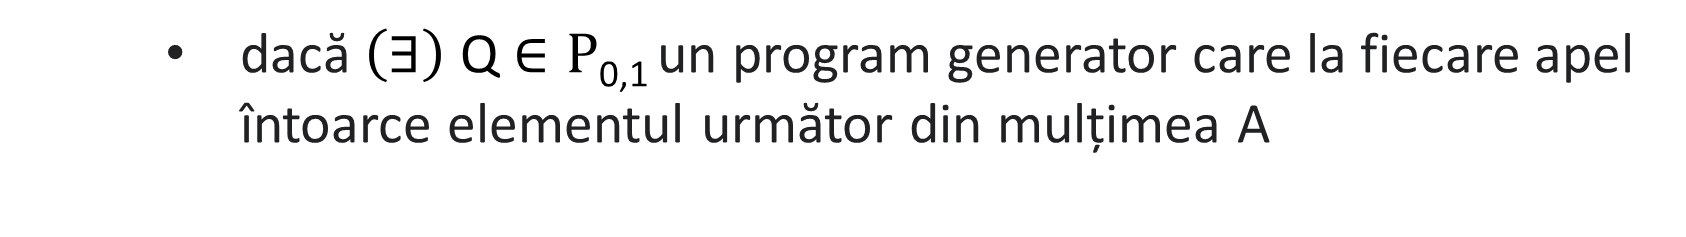 • dacă (∃) Q ∈ P₀,₁ un program generator care la fiecare apel
întoarce elementul următor din mulțimea A